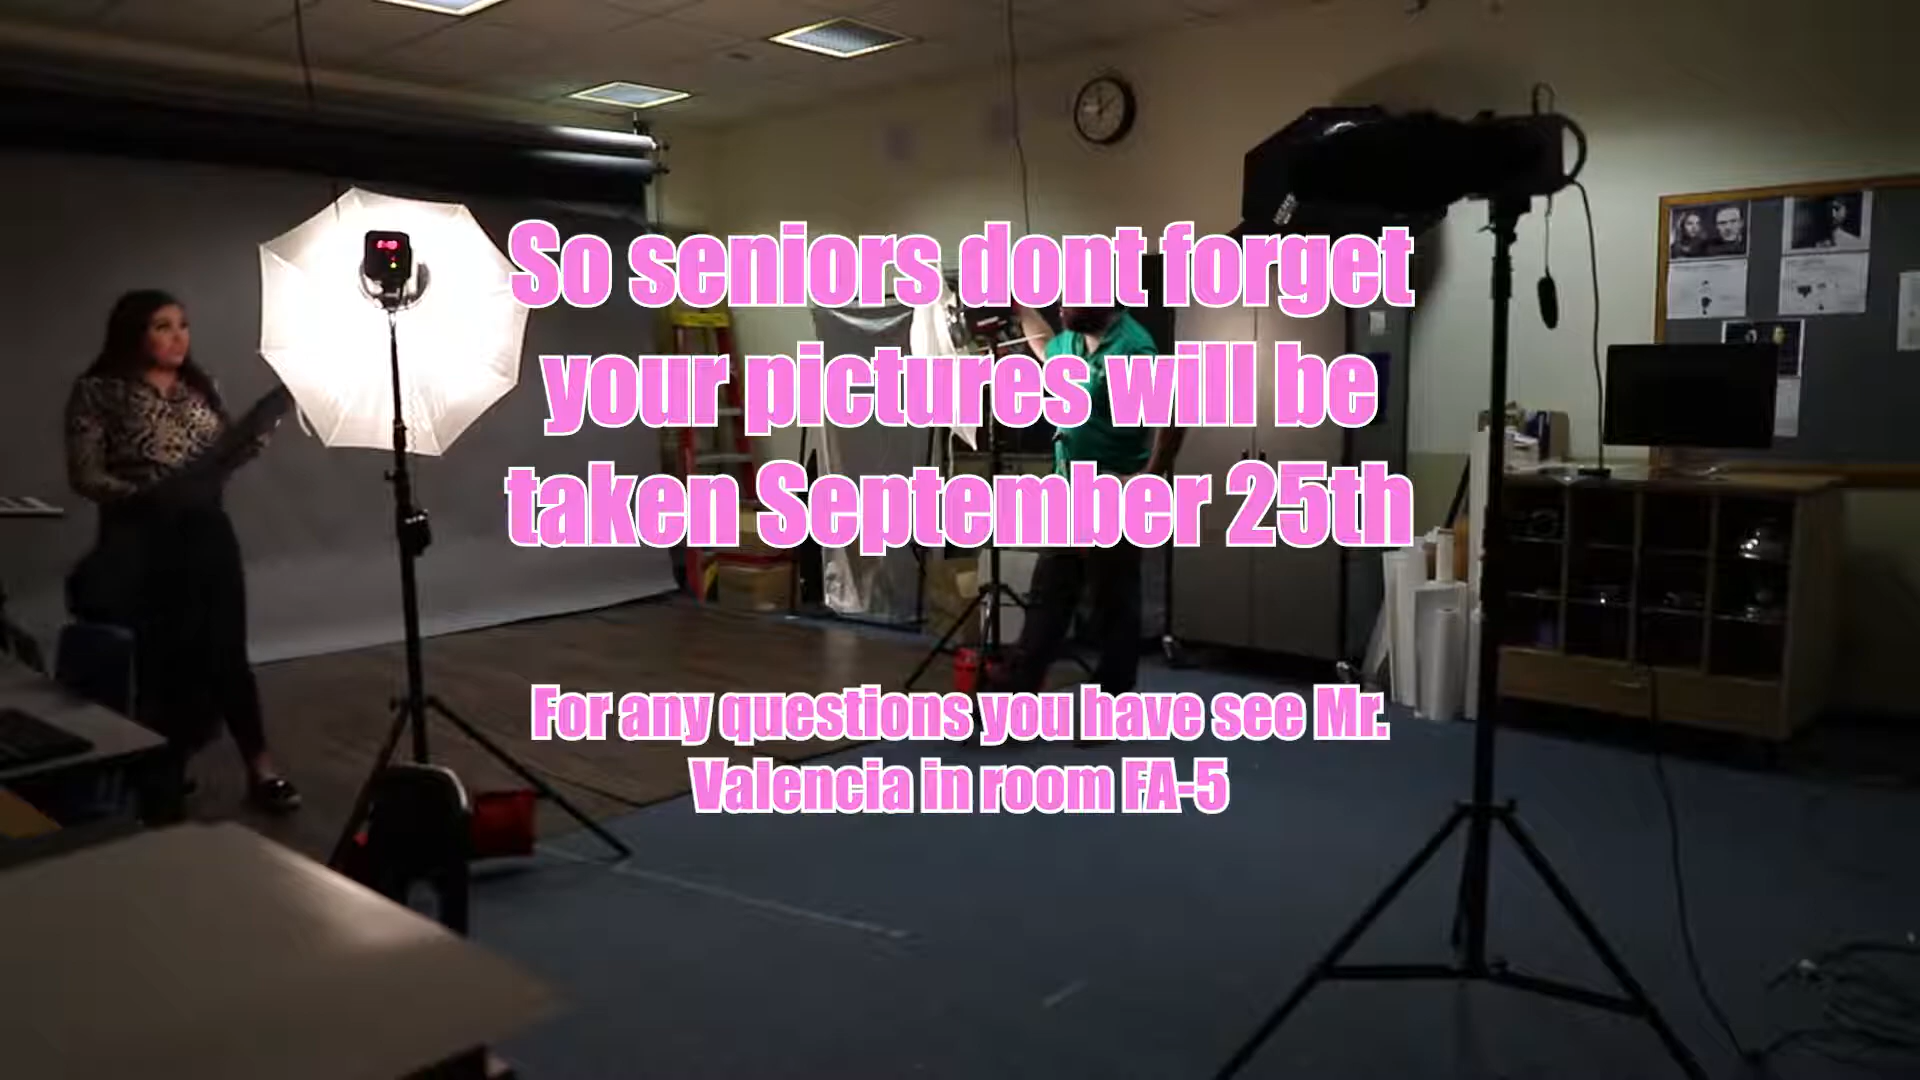 So seniors dont forget
your pictures will be
taken September 25th
For any questions you have see Mr.
Valencia in room FA-5